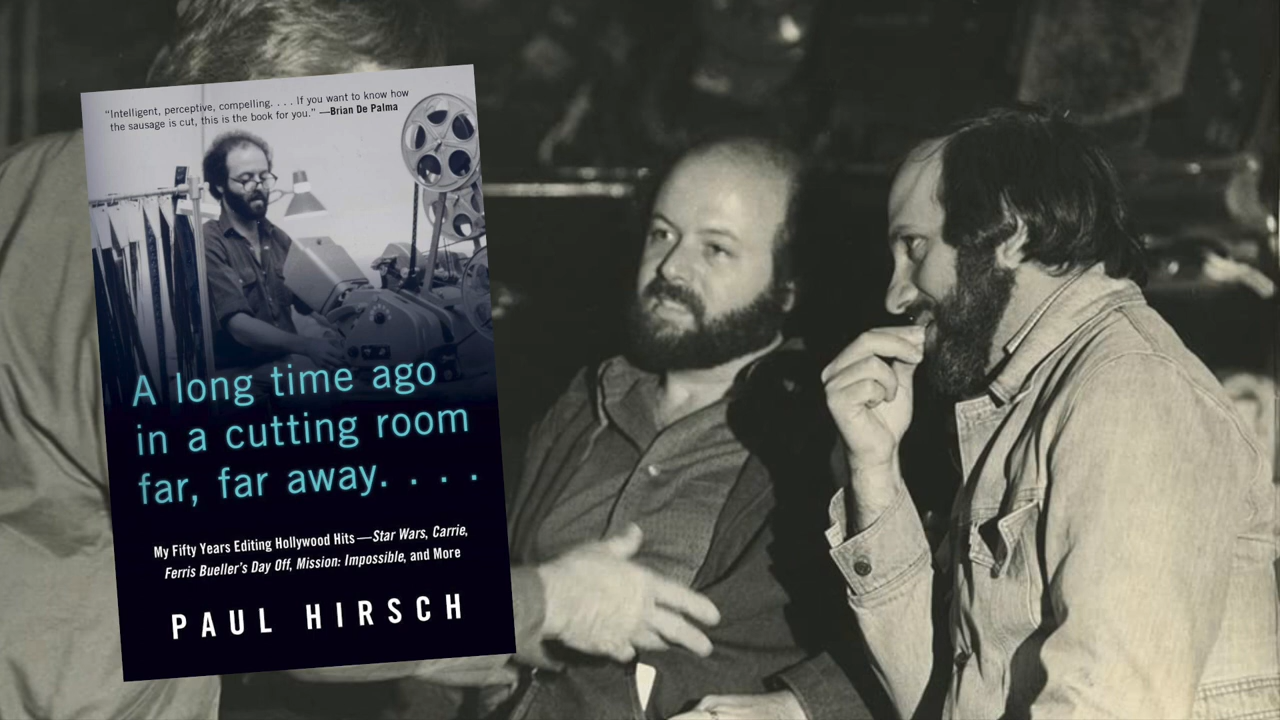 “Intelligent, perceptive, compelling. . . . If you want to know how
the sausage is cut, this is the book for you.” —Brian De Palma
A long time ago
in a cutting room
far, far away. . . .
My Fifty Years Editing Hollywood Hits—Star Wars, Carrie,
Ferris Bueller’s Day Off, Mission: Impossible, and More
PAUL HIRSCH